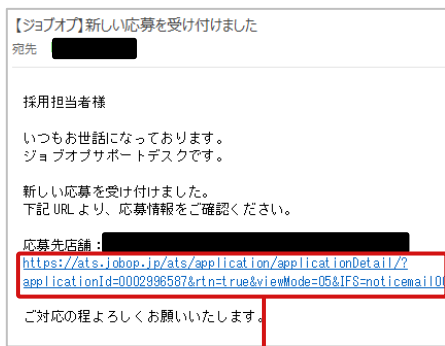 【ジョブオプ】新しい応募を受け付けました
宛先
採用担当者様
いつもお世話になっております。
ジョブオプサポートデスクです。
新しい応募を受け付けました。
下記URLより、応募情報をご確認ください。
応募先店舗：
https://ats.jobop.jp/ats/application/applicationDetail/?
applicationId=0002996587&rtn=true&viewMode=05&IFS=noticemail00
ご対応の程よろしくお願いいたします。